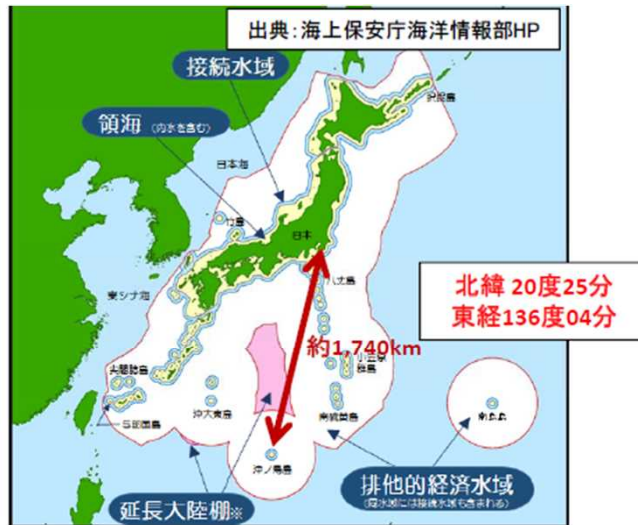 出典：海上保安庁海洋情報部HP
接続水域
択捉島
領海（内水を含む）
日本海
竹島
日本
東シナ海
八丈島
北緯 20度25分
東経136度04分
約1,740km
小笠原
群島
尖閣諸島
沖大東島
南硫黄島
南鳥島
与那国島
沖ノ鳥島
延長大陸棚※
排他的経済水域
（同水域には接続水域も含まれる）